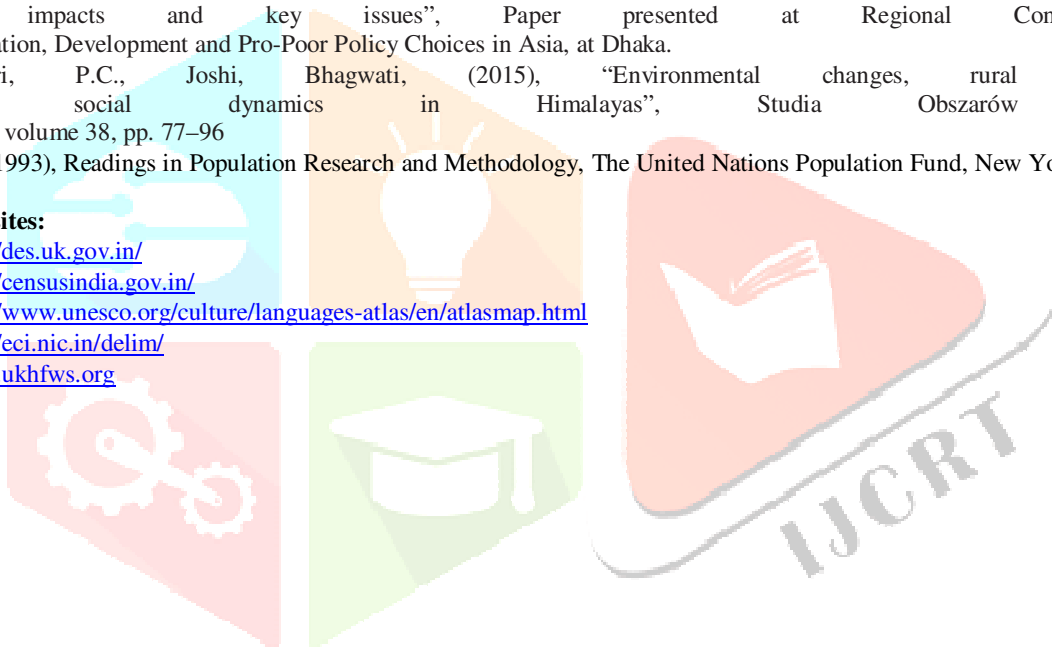 impacts and key issues”, Paper presented at Regional Con
ation, Development and Pro-Poor Policy Choices in Asia, at Dhaka.
ri, P.C., Joshi, Bhagwati, (2015), “Environmental changes, rural
social dynamics in Himalayas”, Studia Obszarów
volume 38, pp. 77–96
1993), Readings in Population Research and Methodology, The United Nations Population Fund, New Yo
ites:
/des.uk.gov.in/
/censusindia.gov.in/
/www.unesco.org/culture/languages-atlas/en/atlasmap.html
/eci.nic.in/delim/
ukhfws.org
IJCRT